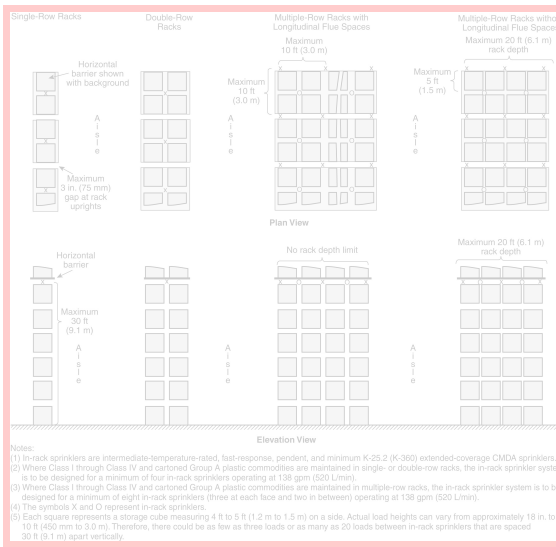 Single-Row Racks
Double-Row
Racks
Multiple-Row Racks with
Longitudinal Flue Spaces
Multiple-Row Racks witho
Longitudinal Flue Space
Horizontal
barrier shown
with background
Maximum
10 ft (3.0 m)
Maximum 20 ft (6.1 m)
rack depth
Maximum
10 ft
(3.0 m)
Maximum
5 ft
(1.5 m)
Aisle
Aisle
Aisle
Maximum
3 in. (75 mm)
gap at rack
uprights
Plan View
Horizontal
barrier
No rack depth limit
Maximum 20 ft (6.1 m)
rack depth
Maximum
30 ft
(9.1 m)
Aisle
Aisle
Aisle
Elevation View
Notes:
(1) In-rack sprinklers are intermediate-temperature-rated, fast-response, pendent, and minimum K-25.2 (K-360) extended-coverage CMDA sprinklers.
(2) Where Class I through Class IV and cartoned Group A plastic commodities are maintained in single- or double-row racks, the in-rack sprinkler syste
is to be designed for a minimum of four in-rack sprinklers operating at 138 gpm (520 L/min).
(3) Where Class I through Class IV and cartoned Group A plastic commodities are maintained in multiple-row racks, the in-rack sprinkler system is to b
designed for a minimum of eight in-rack sprinklers (three at each face and two in between) operating at 138 gpm (520 L/min).
(4) The symbols X and O represent in-rack sprinklers.
(5) Each square represents a storage cube measuring 4 ft to 5 ft (1.2 m to 1.5 m) on a side. Actual load heights can vary from approximately 18 in. to
10 ft (450 mm to 3.0 m). Therefore, there could be as few as three loads or as many as 20 loads between in-rack sprinklers that are spaced
30 ft (9.1 m) apart vertically.